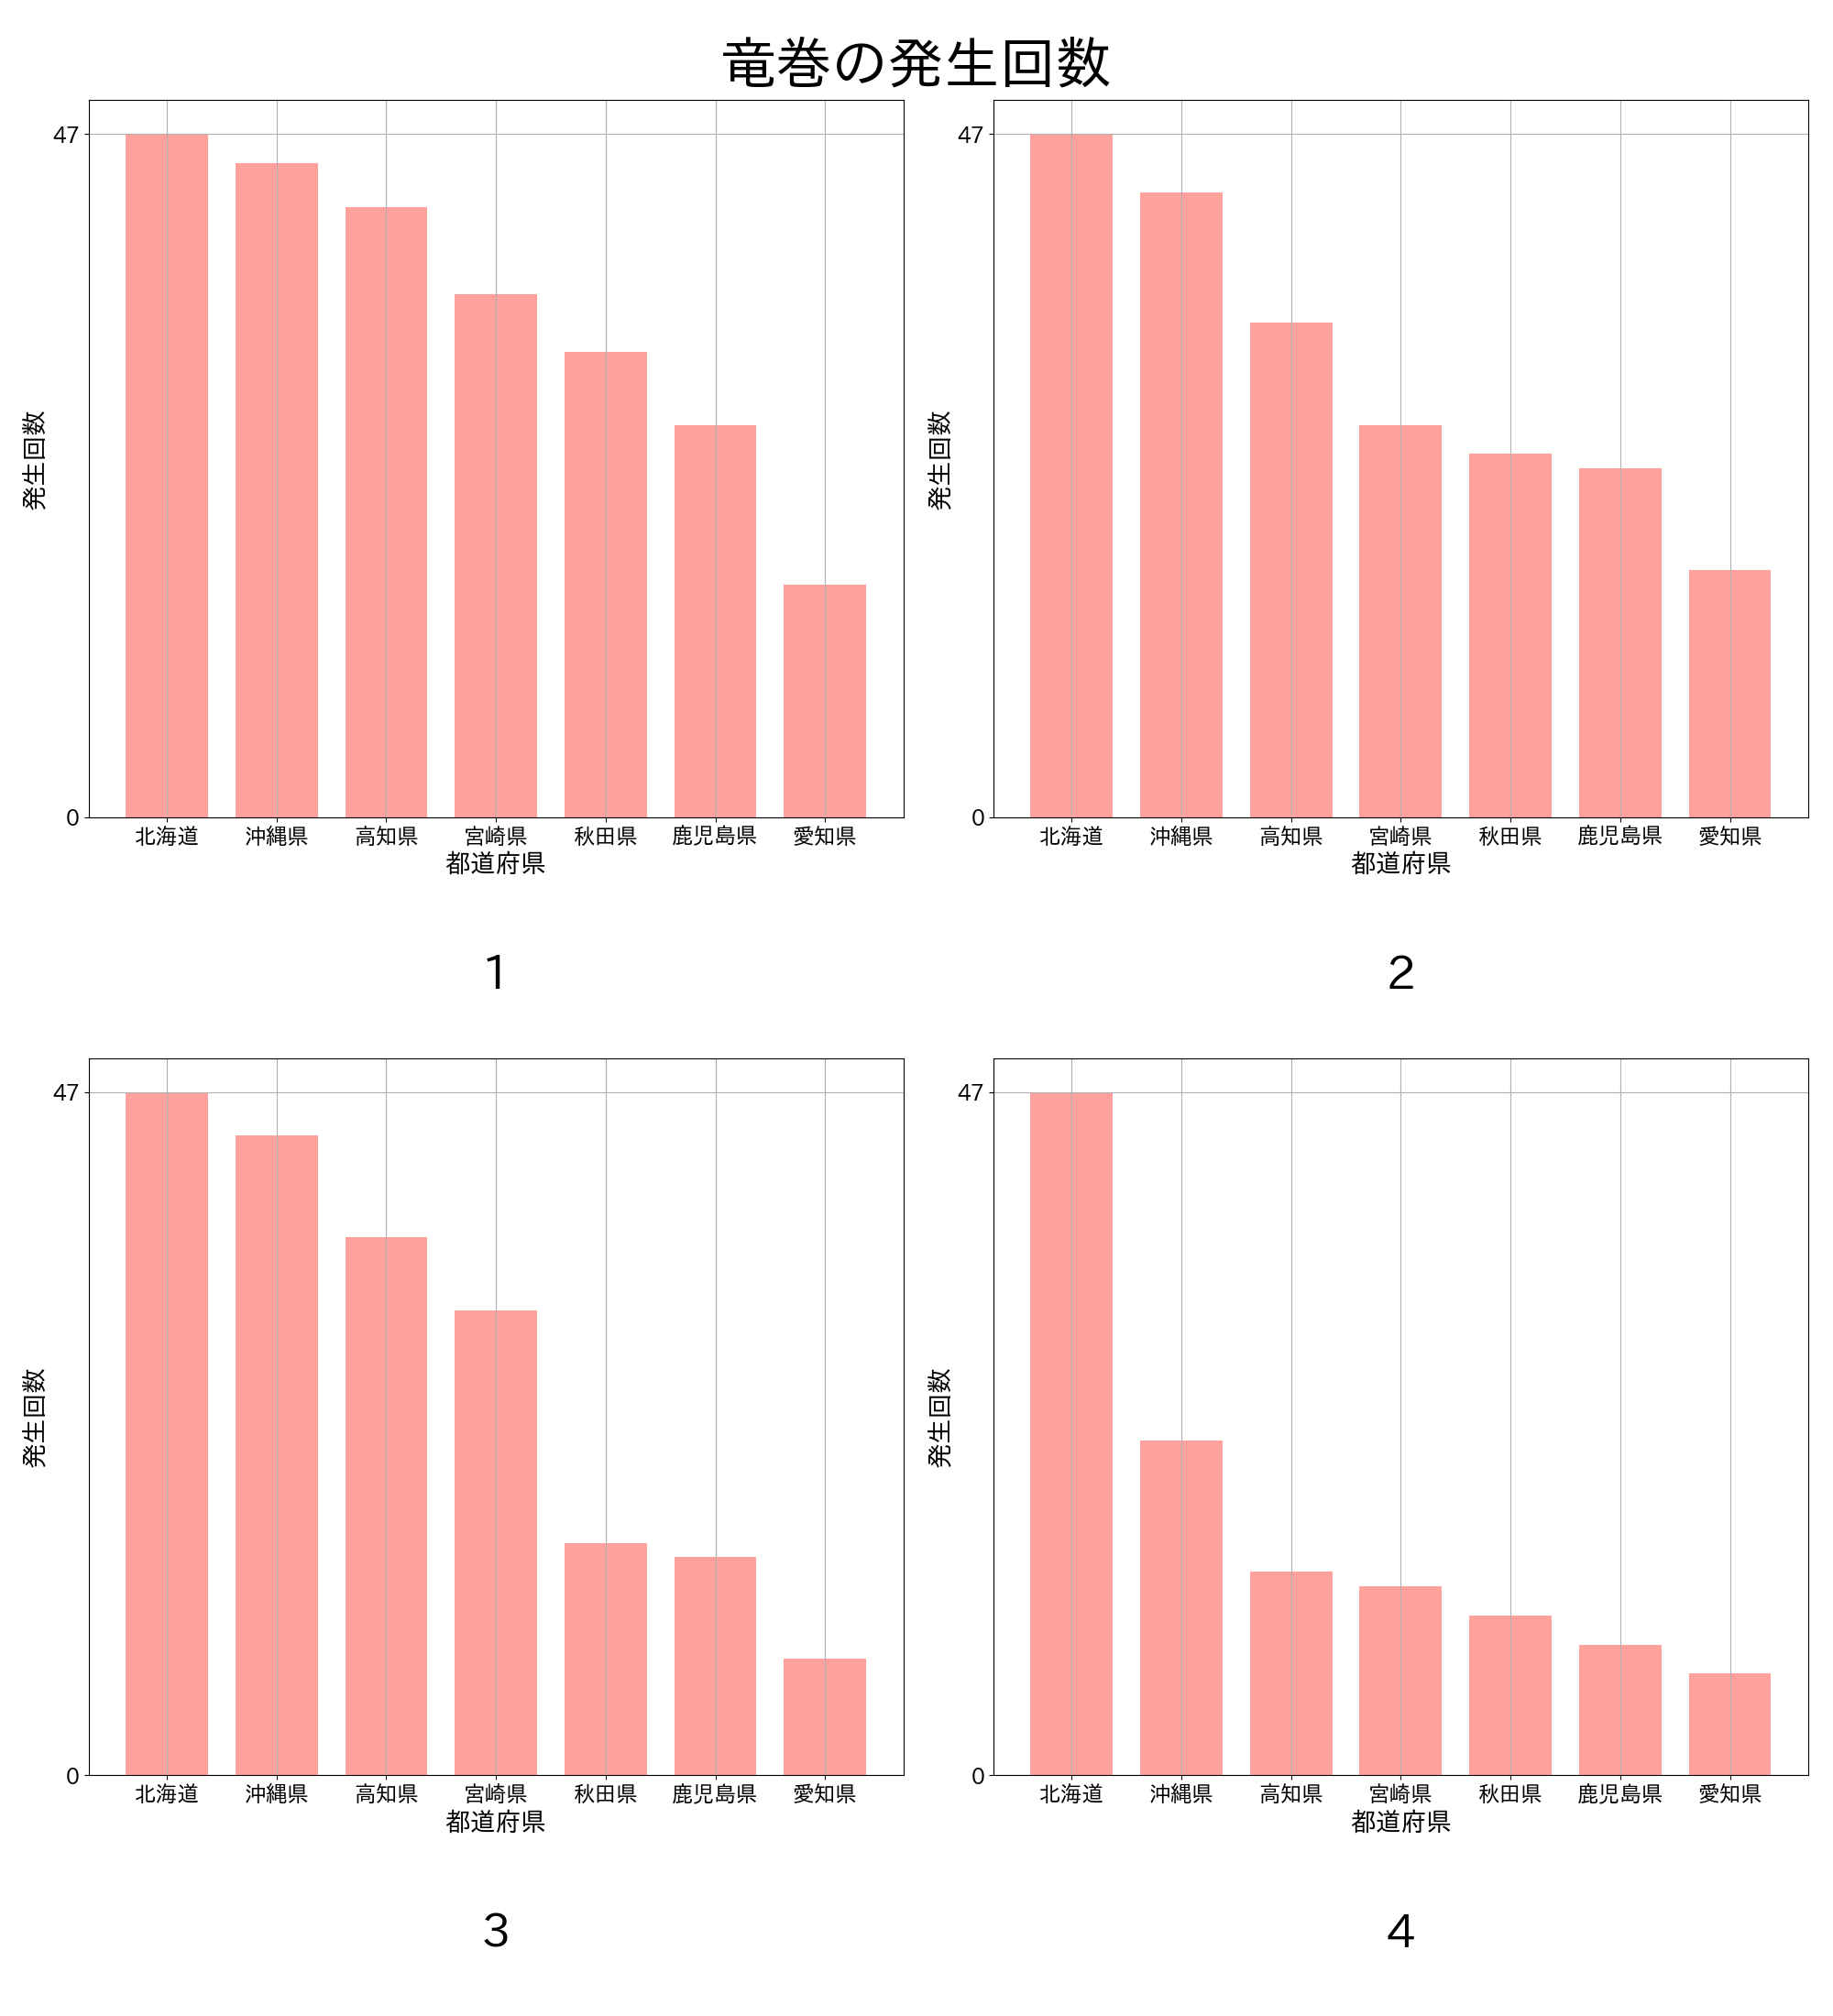 竜巻の発生回数
47
0
発生回数
北海道 沖縄県 高知県 宮崎県 秋田県 鹿児島県 愛知県
都道府県
1
47
0
発生回数
北海道 沖縄県 高知県 宮崎県 秋田県 鹿児島県 愛知県
都道府県
2
47
0
発生回数
北海道 沖縄県 高知県 宮崎県 秋田県 鹿児島県 愛知県
都道府県
3
47
0
発生回数
北海道 沖縄県 高知県 宮崎県 秋田県 鹿児島県 愛知県
都道府県
4